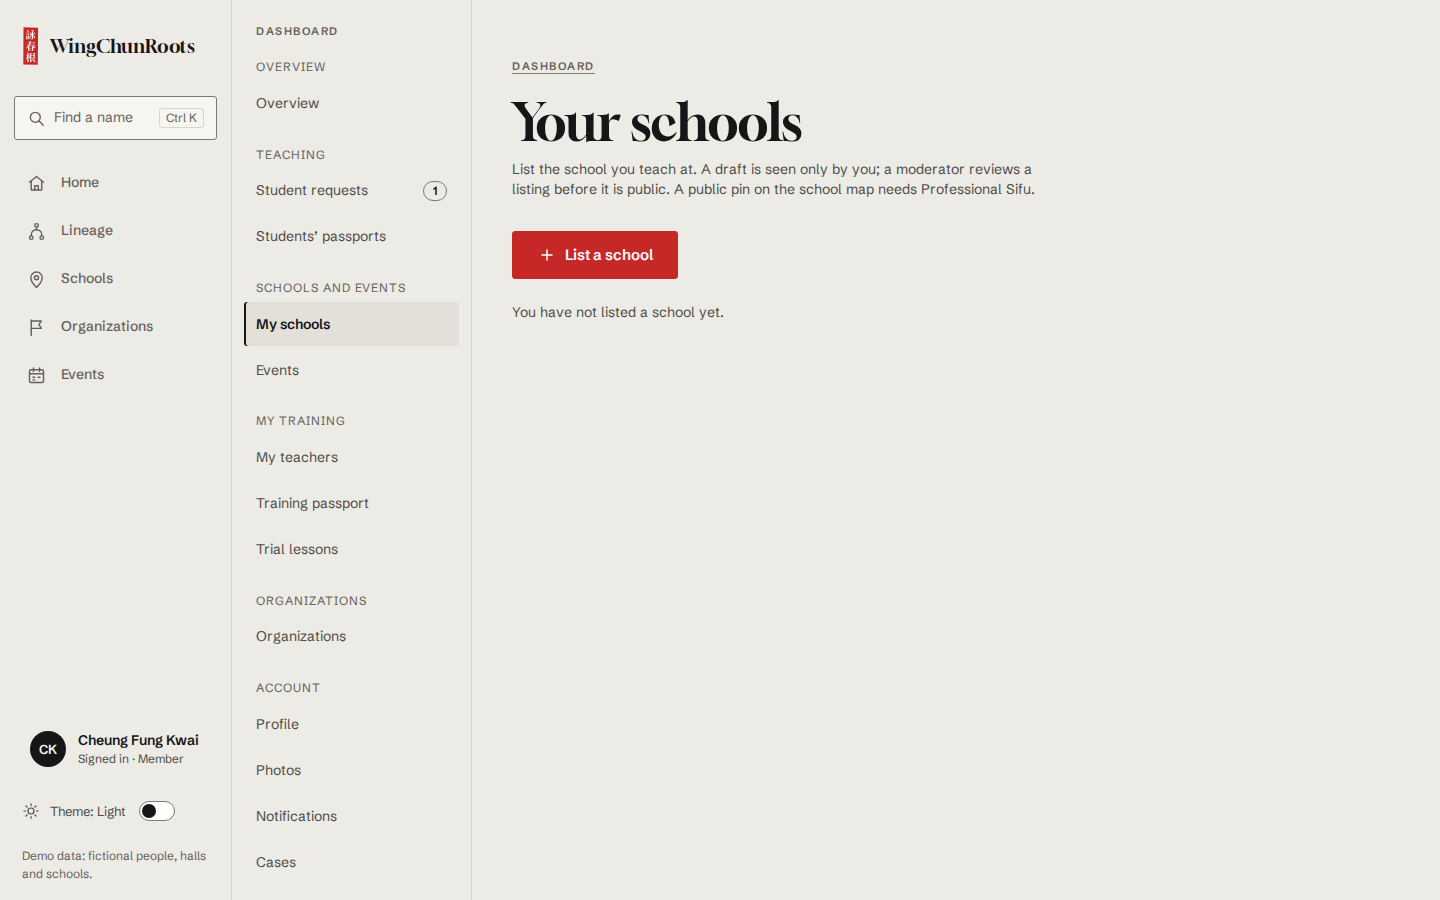 詠春根
WingChunRoots
Find a name
Ctrl K
Home
Lineage
Schools
Organizations
Events
CK
Cheung Fung Kwai
Signed in · Member
Theme: Light
Demo data: fictional people, halls
and schools.
DASHBOARD
OVERVIEW
Overview
TEACHING
Student requests
1
Students’ passports
SCHOOLS AND EVENTS
My schools
Events
MY TRAINING
My teachers
Training passport
Trial lessons
ORGANIZATIONS
Organizations
ACCOUNT
Profile
Photos
Notifications
Cases
DASHBOARD
Your schools
List the school you teach at. A draft is seen only by you; a moderator reviews a
listing before it is public. A public pin on the school map needs Professional Sifu.
List a school
You have not listed a school yet.